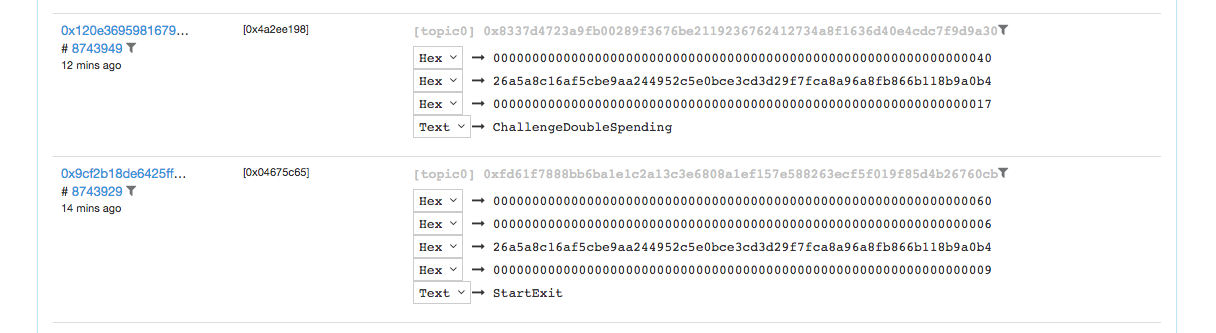 0x120e3695981679...
[0x4a2ee198]
[topic0] 0x8337d4723a9fb00289f3676be2119236762412734a8f1636d40e4cdc7f9d9a30
# 8743949
12 mins ago
Hex → 0000000000000000000000000000000000000000000000000000000000000040
Hex → 26a5a8c16af5cbe9aa244952c5e0bce3cd3d29f7fca8a96a8fb866b118b9a0b4
Hex → 0000000000000000000000000000000000000000000000000000000000000017
Text → ChallengeDoubleSpending
0x9cf2b18de6425ff...
[0x04675c65]
[topic0] 0xfd61f7888bb6ba1e1c2a13c3e6808a1ef157e588263ecf5f019f85d4b26760cb
# 8743929
14 mins ago
Hex → 0000000000000000000000000000000000000000000000000000000000000060
Hex → 0000000000000000000000000000000000000000000000000000000000000006
Hex → 26a5a8c16af5cbe9aa244952c5e0bce3cd3d29f7fca8a96a8fb866b118b9a0b4
Hex → 0000000000000000000000000000000000000000000000000000000000000009
Text → StartExit